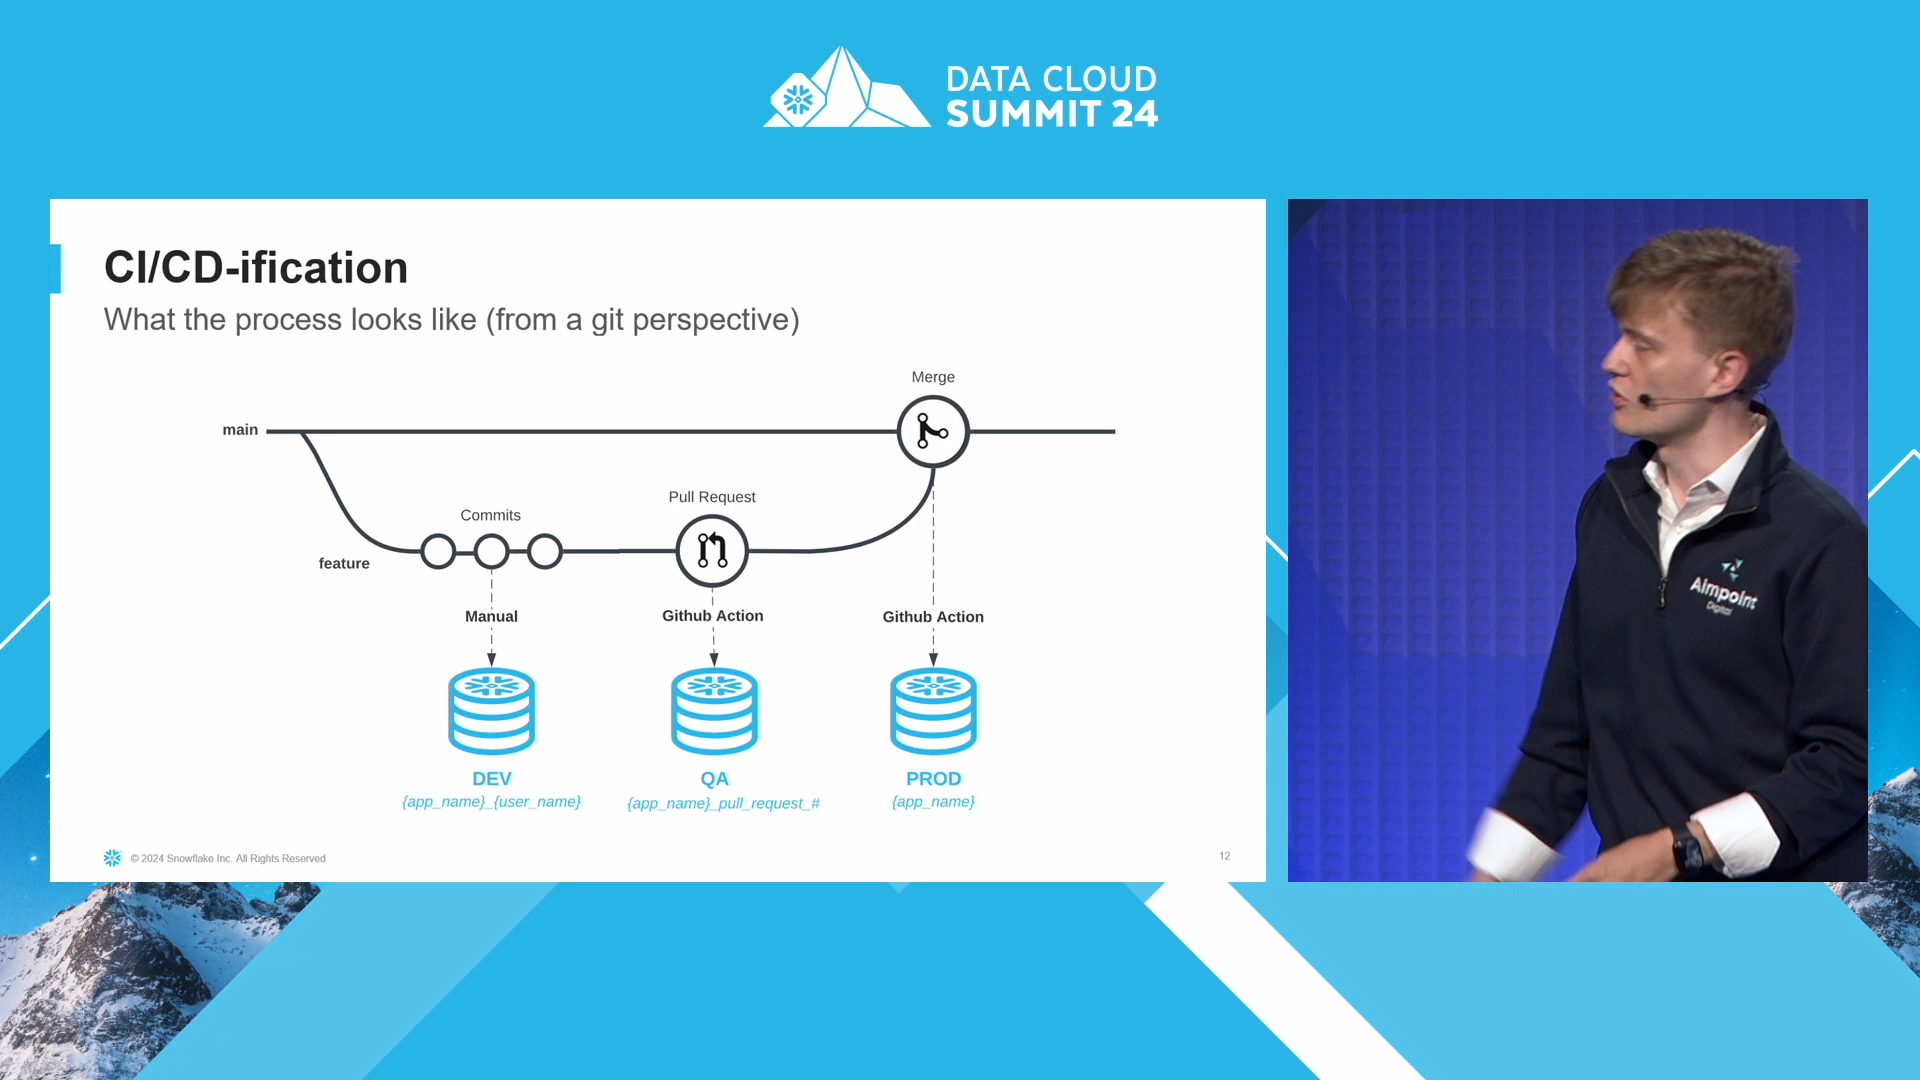 DATA CLOUD
SUMMIT 24
CI/CD-ification
What the process looks like (from a git perspective)
Merge
main
Pull Request
Commits
feature
Manual
Github Action
Github Action
DEV
QA
PROD
{app_name}_{user_name}
{app_name}_pull_request_#
{app_name}
© 2024 Snowflake Inc. All Rights Reserved
12
Aimpoint
Digital